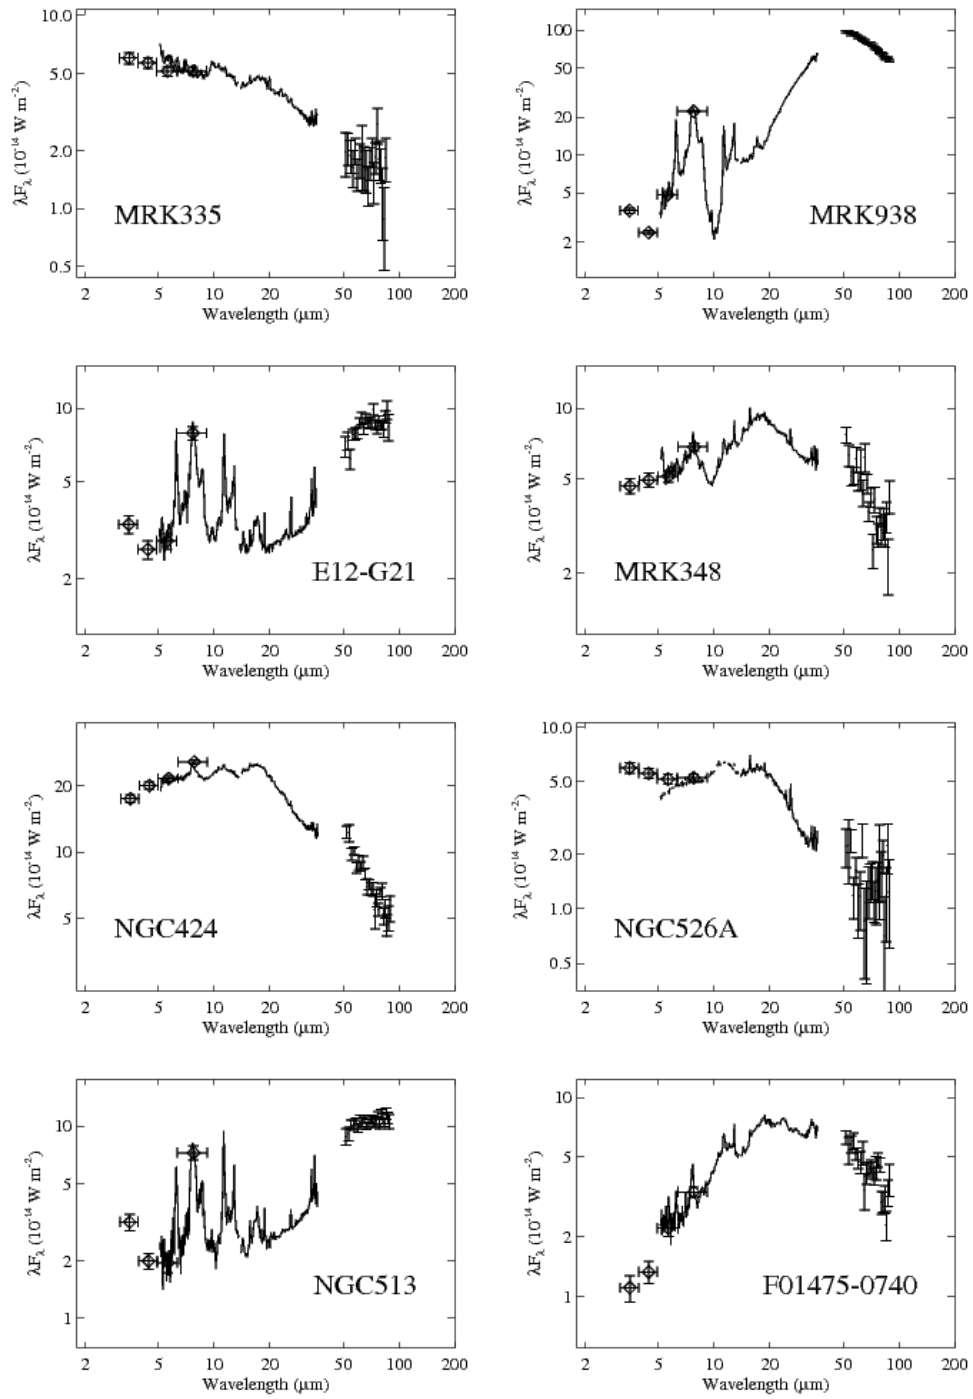 10.0
5.0
2.0
1.0
0.5
λFλ (10⁻¹⁴ W m⁻²)
MRK335
2 5 10 20 50 100 200
Wavelength (μm)
100
50
20
10
5
2
λFλ (10⁻¹⁴ W m⁻²)
MRK938
2 5 10 20 50 100 200
Wavelength (μm)
10
5
2
λFλ (10⁻¹⁴ W m⁻²)
E12-G21
2 5 10 20 50 100 200
Wavelength (μm)
10
5
2
λFλ (10⁻¹⁴ W m⁻²)
MRK348
2 5 10 20 50 100 200
Wavelength (μm)
20
10
5
λFλ (10⁻¹⁴ W m⁻²)
NGC424
2 5 10 20 50 100 200
Wavelength (μm)
10.0
5.0
2.0
1.0
0.5
λFλ (10⁻¹⁴ W m⁻²)
NGC526A
2 5 10 20 50 100 200
Wavelength (μm)
10
5
2
1
λFλ (10⁻¹⁴ W m⁻²)
NGC513
2 5 10 20 50 100 200
Wavelength (μm)
10
5
2
1
λFλ (10⁻¹⁴ W m⁻²)
F01475-0740
2 5 10 20 50 100 200
Wavelength (μm)